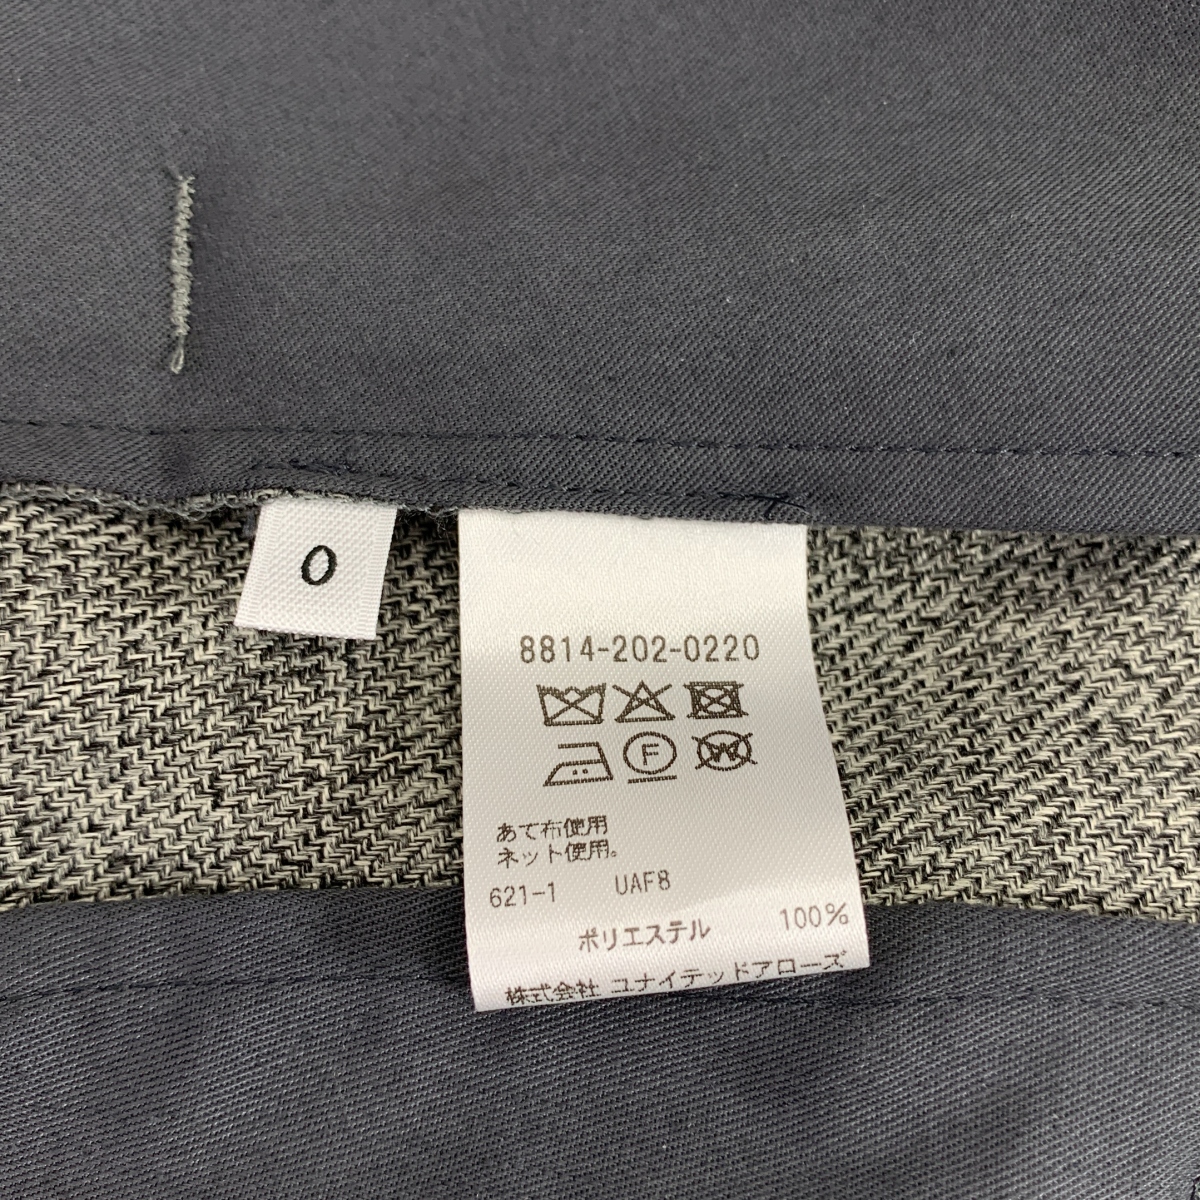 0
8814-202-0220
F
W
あて布使用
ネット使用。
621-1 UAF8
ポリエステル 100%
株式会社 ユナイテッドアローズ